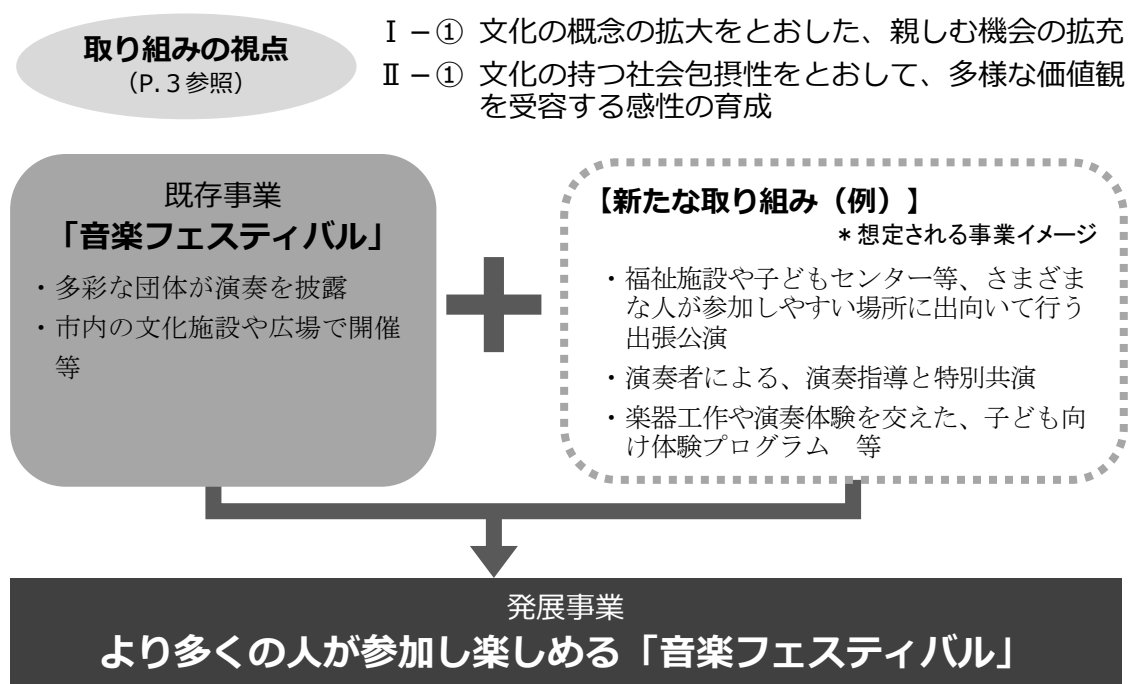 取り組みの視点
（P.３参照）
Ⅰ－① 文化の概念の拡大をとおした、親しむ機会の拡充
Ⅱ－① 文化の持つ社会包摂性をとおして、多様な価値観
を受容する感性の育成
既存事業
「音楽フェスティバル」
・多彩な団体が演奏を披露
・市内の文化施設や広場で開催
等
【新たな取り組み（例）】
＊想定される事業イメージ
・福祉施設や子どもセンター等、さまざま
な人が参加しやすい場所に出向いて行う
出張公演
・演奏者による、演奏指導と特別共演
・楽器工作や演奏体験を交えた、子ども向
け体験プログラム　等
発展事業
より多くの人が参加し楽しめる「音楽フェスティバル」